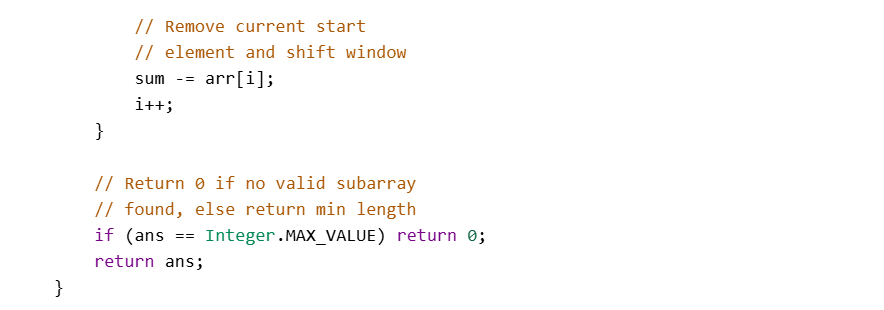 // Remove current start
// element and shift window
sum -= arr[i];
i++;
}
// Return 0 if no valid subarray
// found, else return min length
if (ans == Integer.MAX_VALUE) return 0;
return ans;
}